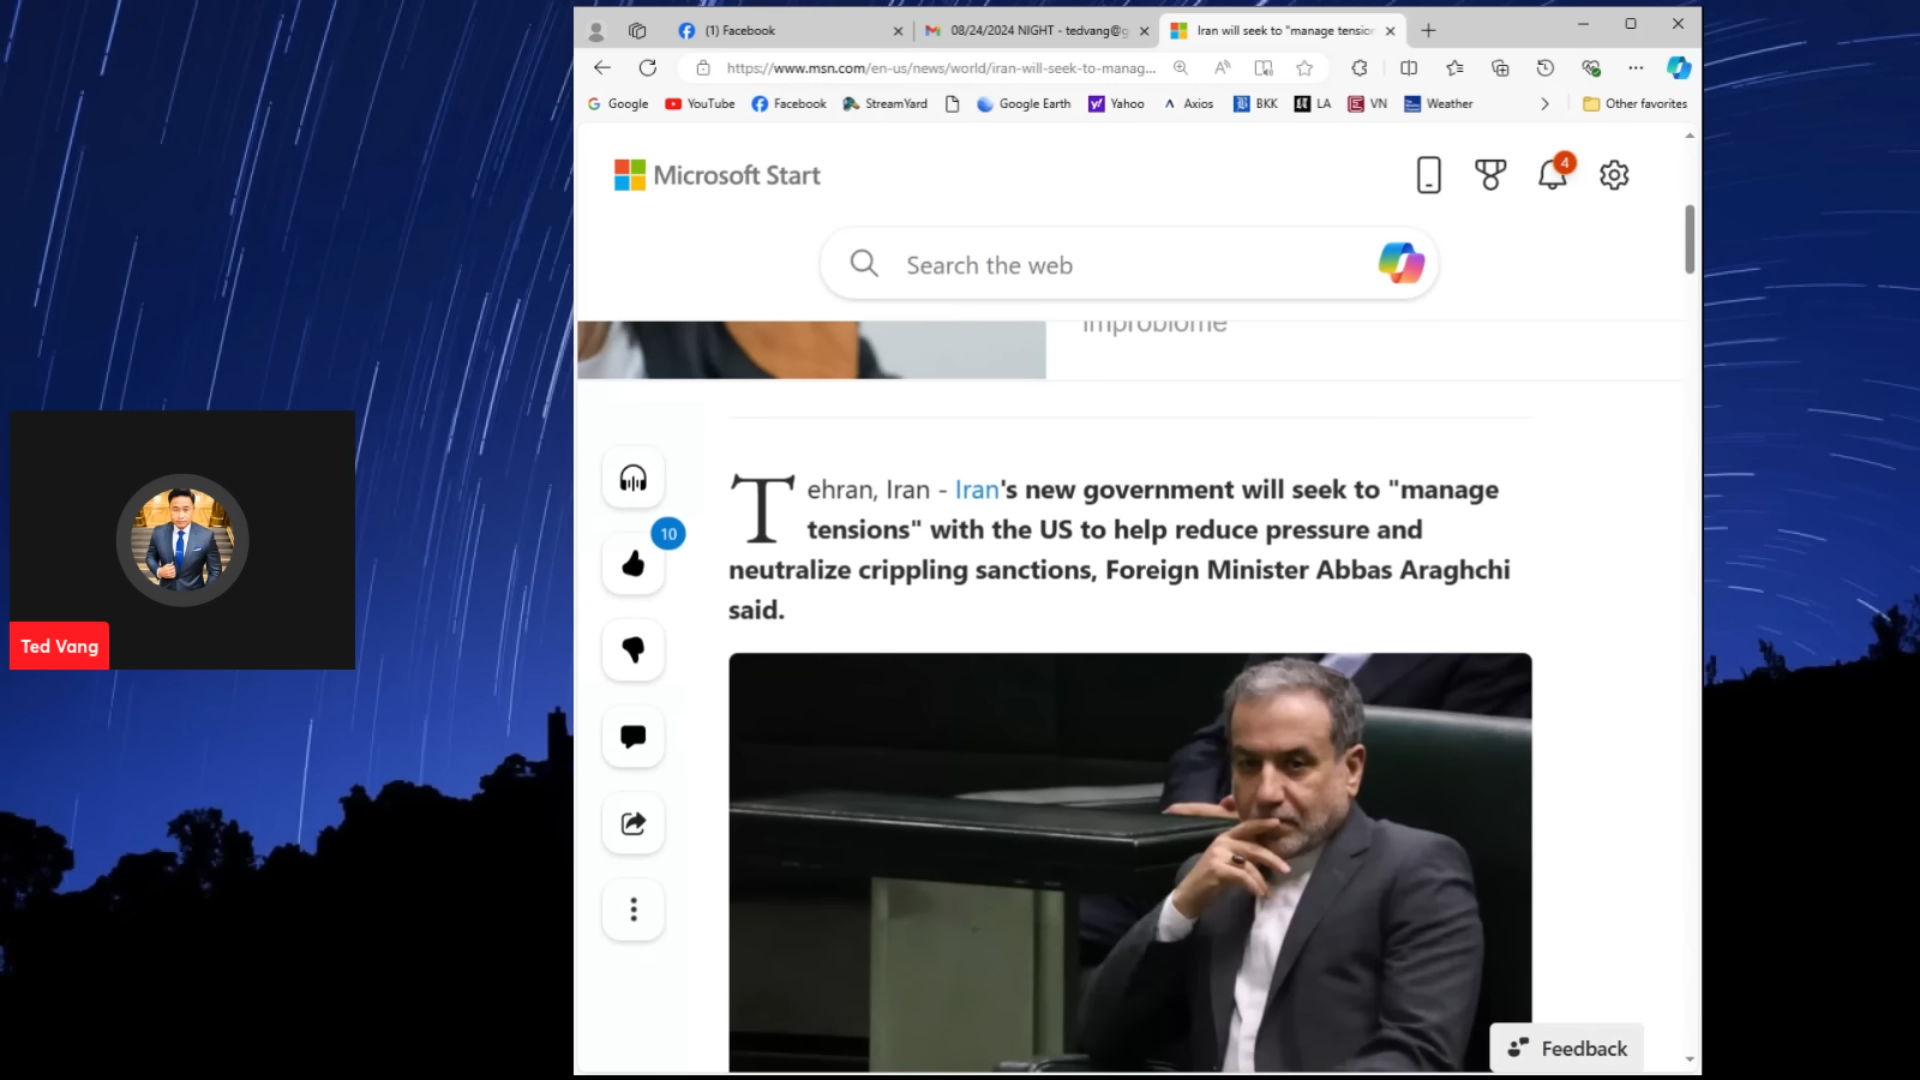 (1) Facebook
08/24/2024 NIGHT - tedvang@g
Iran will seek to "manage tension
https://www.msn.com/en-us/news/world/iran-will-seek-to-manag...
Google YouTube Facebook StreamYard Google Earth Yahoo Axios BKK LA VN Weather Other favorites
Microsoft Start
4
Search the web
improbiome
Tehran, Iran - Iran's new government will seek to "manage
tensions" with the US to help reduce pressure and
neutralize crippling sanctions, Foreign Minister Abbas Araghchi
said.
10
Ted Vang
Feedback